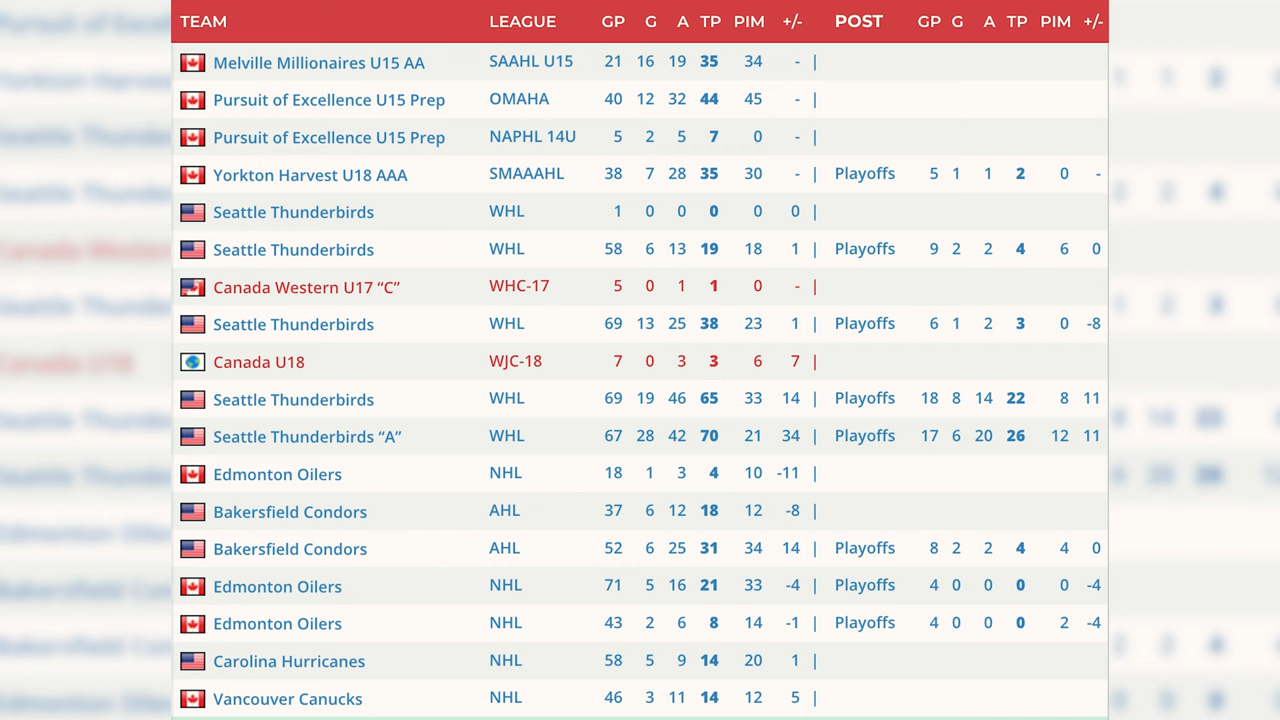 TEAM LEAGUE GP G A TP PIM +/- POST GP G A TP PIM +/-
Melville Millionaires U15 AA SAAHL U15 21 16 19 35 34 - |
Pursuit of Excellence U15 Prep OMAHA 40 12 32 44 45 - |
Pursuit of Excellence U15 Prep NAPHL 14U 5 2 5 7 0 - |
Yorkton Harvest U18 AAA SMAAAHL 38 7 28 35 30 - | Playoffs 5 1 1 2 0 -
Seattle Thunderbirds WHL 1 0 0 0 0 0 |
Seattle Thunderbirds WHL 58 6 13 19 18 1 | Playoffs 9 2 2 4 6 0
Canada Western U17 “C” WHC-17 5 0 1 1 0 - |
Seattle Thunderbirds WHL 69 13 25 38 23 1 | Playoffs 6 1 2 3 0 -8
Canada U18 WJC-18 7 0 3 3 6 7 |
Seattle Thunderbirds WHL 69 19 46 65 33 14 | Playoffs 18 8 14 22 8 11
Seattle Thunderbirds “A” WHL 67 28 42 70 21 34 | Playoffs 17 6 20 26 12 11
Edmonton Oilers NHL 18 1 3 4 10 -11 |
Bakersfield Condors AHL 37 6 12 18 12 -8 |
Bakersfield Condors AHL 52 6 25 31 34 14 | Playoffs 8 2 2 4 4 0
Edmonton Oilers NHL 71 5 16 21 33 -4 | Playoffs 4 0 0 0 0 -4
Edmonton Oilers NHL 43 2 6 8 14 -1 | Playoffs 4 0 0 0 2 -4
Carolina Hurricanes NHL 58 5 9 14 20 1 |
Vancouver Canucks NHL 46 3 11 14 12 5 |